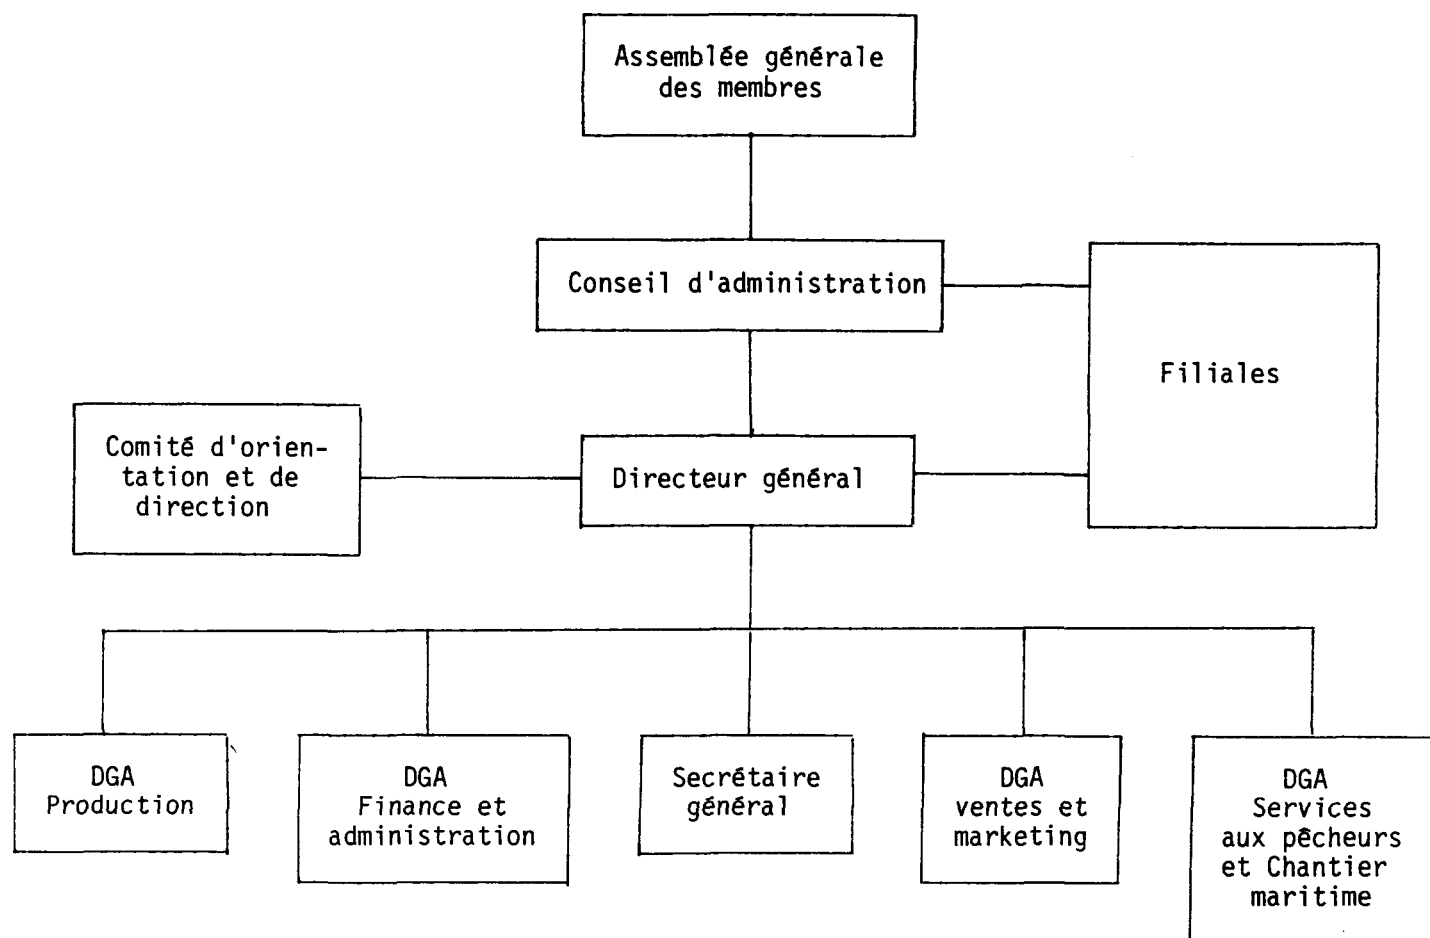 Assemblée générale
des membres
Conseil d'administration
Filiales
Comité d'orien-
tation et de
direction
Directeur général
DGA
Production
DGA
Finance et
administration
Secrétaire
général
DGA
ventes et
marketing
DGA
Services
aux pêcheurs
et Chantier
maritime